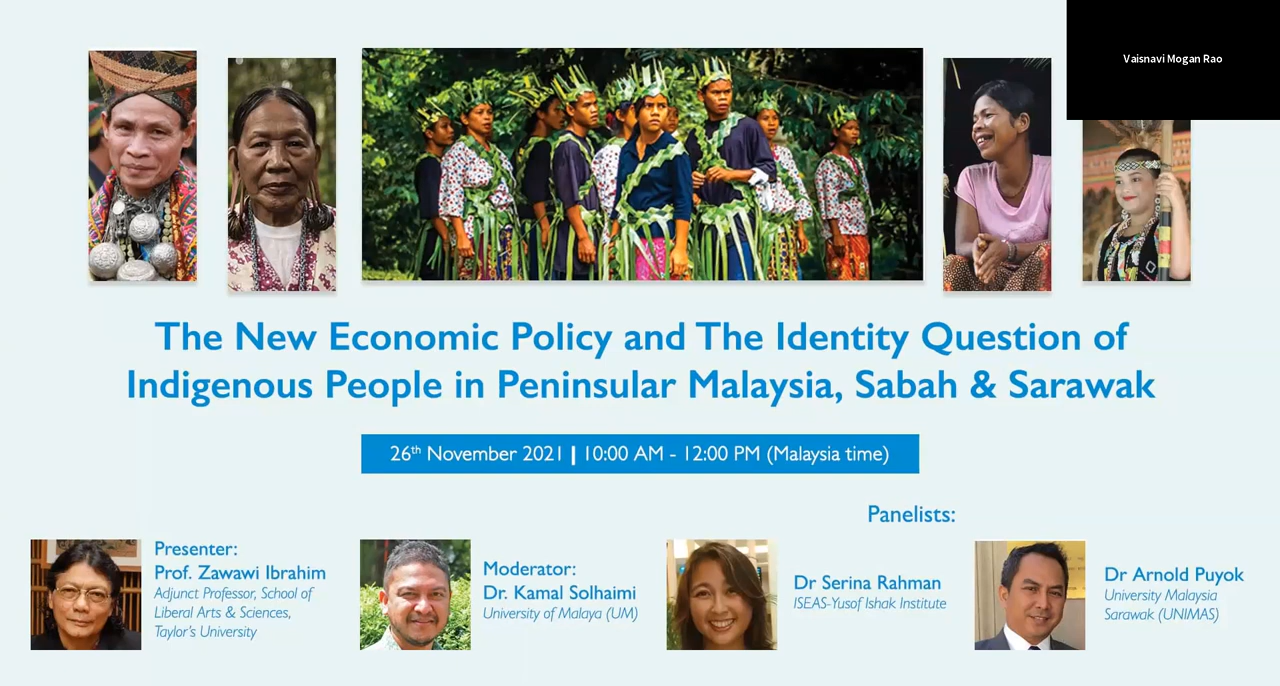 Vaisnavi Mogan Rao
The New Economic Policy and The Identity Question of
Indigenous People in Peninsular Malaysia, Sabah & Sarawak
26th November 2021 | 10:00 AM - 12:00 PM (Malaysia time)
Panelists:
Presenter:
Prof. Zawawi Ibrahim
Adjunct Professor, School of
Liberal Arts & Sciences,
Taylor's University
Moderator:
Dr. Kamal Solhaimi
University of Malaya (UM)
Dr Serina Rahman
ISEAS-Yusof Ishak Institute
Dr Arnold Puyok
University Malaysia
Sarawak (UNIMAS)